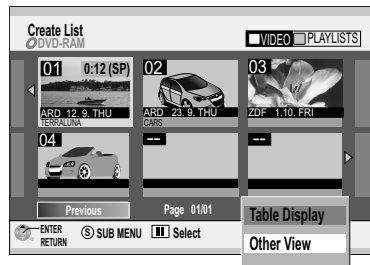 Create List
DVD-RAM
VIDEO PLAYLISTS
01 0:12 (SP)
ARD 12. 9. THU
TERRALUNA
02
ARD 23. 9. THU
CARS
03
ZDF 1.10. FRI
04
--
--
Previous Page 01/01
Table Display
Other View
ENTER
RETURN
S SUB MENU Select